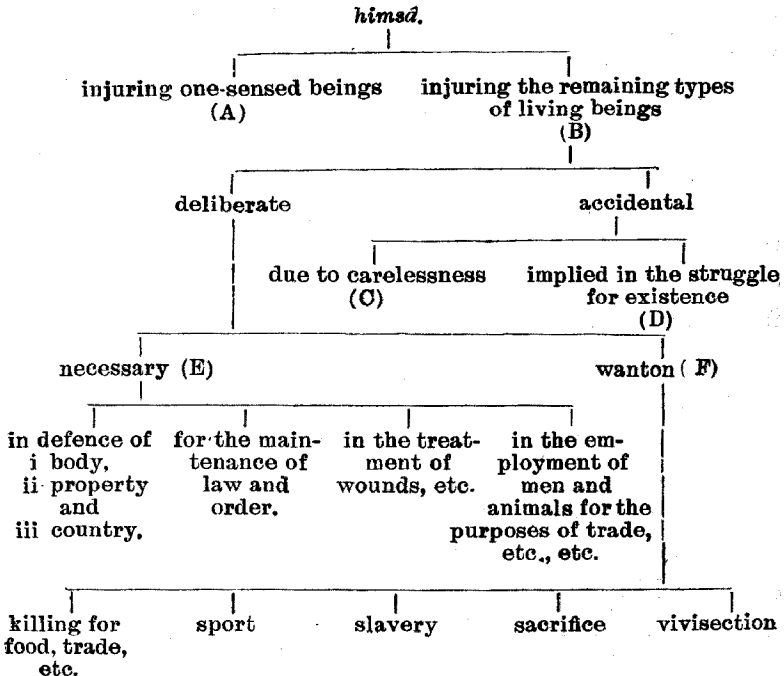 himsâ.
injuring one-sensed beings
(A)
injuring the remaining types
of living beings
(B)
deliberate
accidental
due to carelessness
(C)
implied in the struggle
for existence
(D)
necessary (E)
wanton ( F)
in defence of
i body,
ii property
and
iii country.
for the main-
tenance of
law and
order.
in the treat-
ment of
wounds, etc.
in the em-
ployment of
men and
animals for the
purposes of trade,
etc., etc.
killing for
food, trade,
etc.
sport
slavery
sacrifice
vivisection